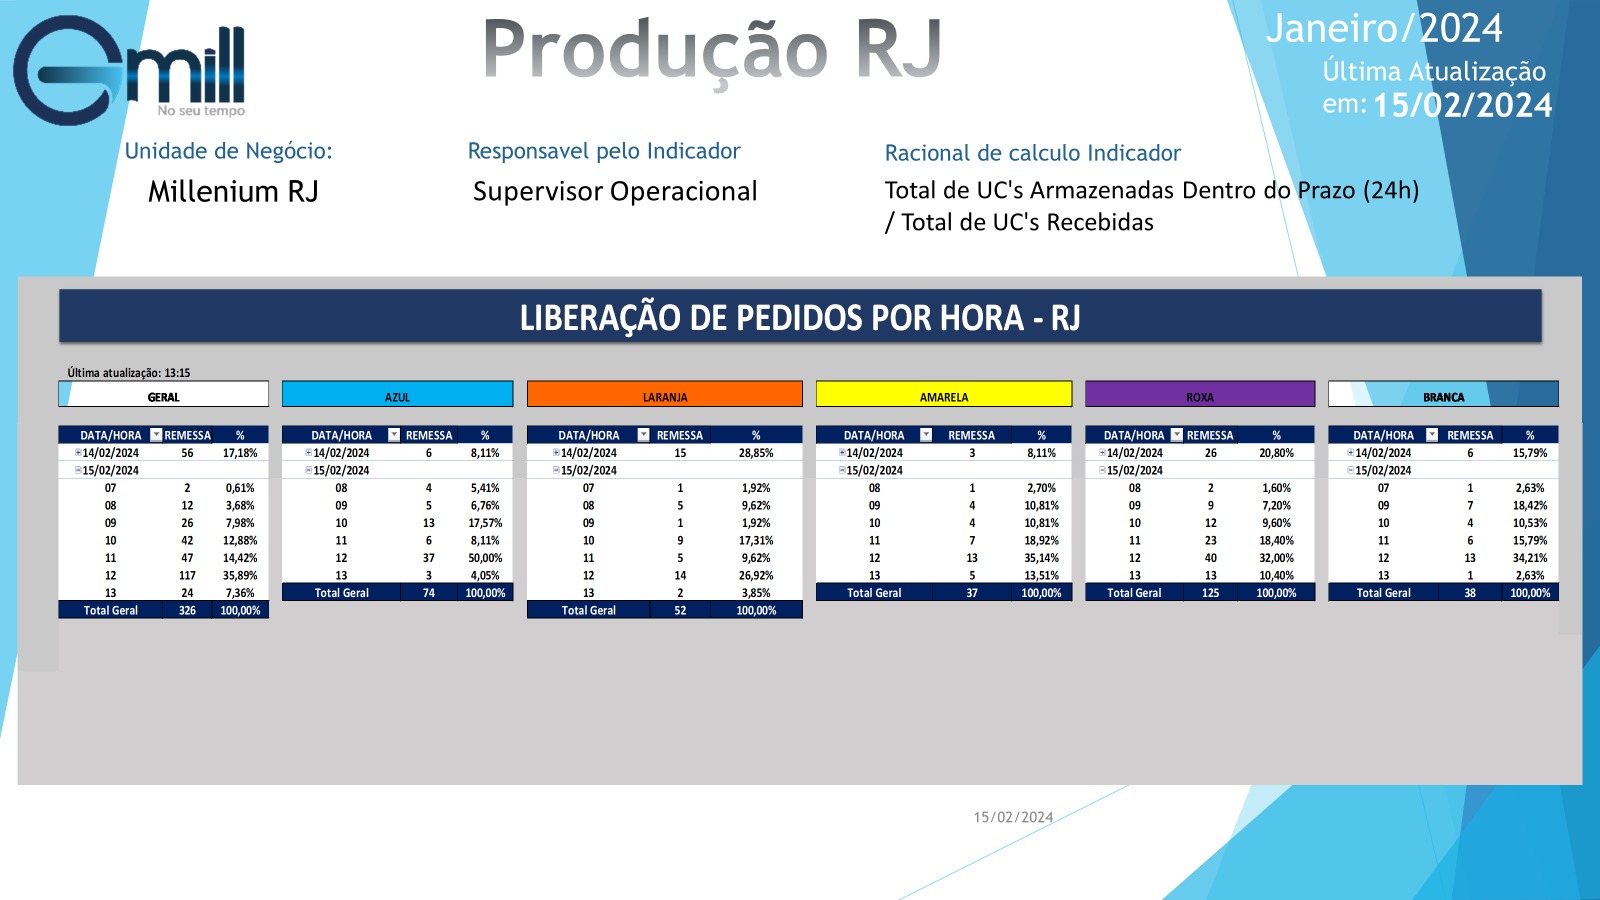 Gmill
No seu tempo
Produção RJ
Janeiro/2024
Última Atualização
em: 15/02/2024
Unidade de Negócio:
Millenium RJ
Responsavel pelo Indicador
Supervisor Operacional
Racional de calculo Indicador
Total de UC's Armazenadas Dentro do Prazo (24h)
/ Total de UC's Recebidas
LIBERAÇÃO DE PEDIDOS POR HORA - RJ
Última atualização: 13:15
GERAL
DATA/HORA REMESSA %
14/02/2024 56 17,18%
15/02/2024
07 2 0,61%
08 12 3,68%
09 26 7,98%
10 42 12,88%
11 47 14,42%
12 117 35,89%
13 24 7,36%
Total Geral 326 100,00%
AZUL
DATA/HORA REMESSA %
14/02/2024 6 8,11%
15/02/2024
08 4 5,41%
09 5 6,76%
10 13 17,57%
11 6 8,11%
12 37 50,00%
13 3 4,05%
Total Geral 74 100,00%
LARANJA
DATA/HORA REMESSA %
14/02/2024 15 28,85%
15/02/2024
07 1 1,92%
08 5 9,62%
09 1 1,92%
10 9 17,31%
11 5 9,62%
12 14 26,92%
13 2 3,85%
Total Geral 52 100,00%
AMARELA
DATA/HORA REMESSA %
14/02/2024 3 8,11%
15/02/2024
08 1 2,70%
09 4 10,81%
10 4 10,81%
11 7 18,92%
12 13 35,14%
13 5 13,51%
Total Geral 37 100,00%
ROXA
DATA/HORA REMESSA %
14/02/2024 26 20,80%
15/02/2024
08 2 1,60%
09 9 7,20%
10 12 9,60%
11 23 18,40%
12 40 32,00%
13 13 10,40%
Total Geral 125 100,00%
BRANCA
DATA/HORA REMESSA %
14/02/2024 6 15,79%
15/02/2024
07 1 2,63%
09 7 18,42%
10 4 10,53%
11 6 15,79%
12 13 34,21%
13 1 2,63%
Total Geral 38 100,00%
15/02/2024